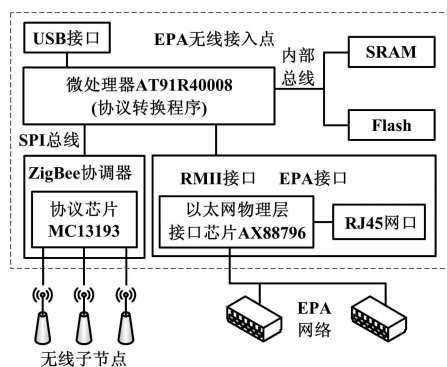 USB接口
EPA无线接入点
内部
总线
SRAM
微处理器AT91R40008
(协议转换程序)
Flash
SPI总线
ZigBee协调器
RMII接口
EPA接口
协议芯片
MC13193
以太网物理层
接口芯片AX88796
RJ45网口
无线子节点
EPA
网络